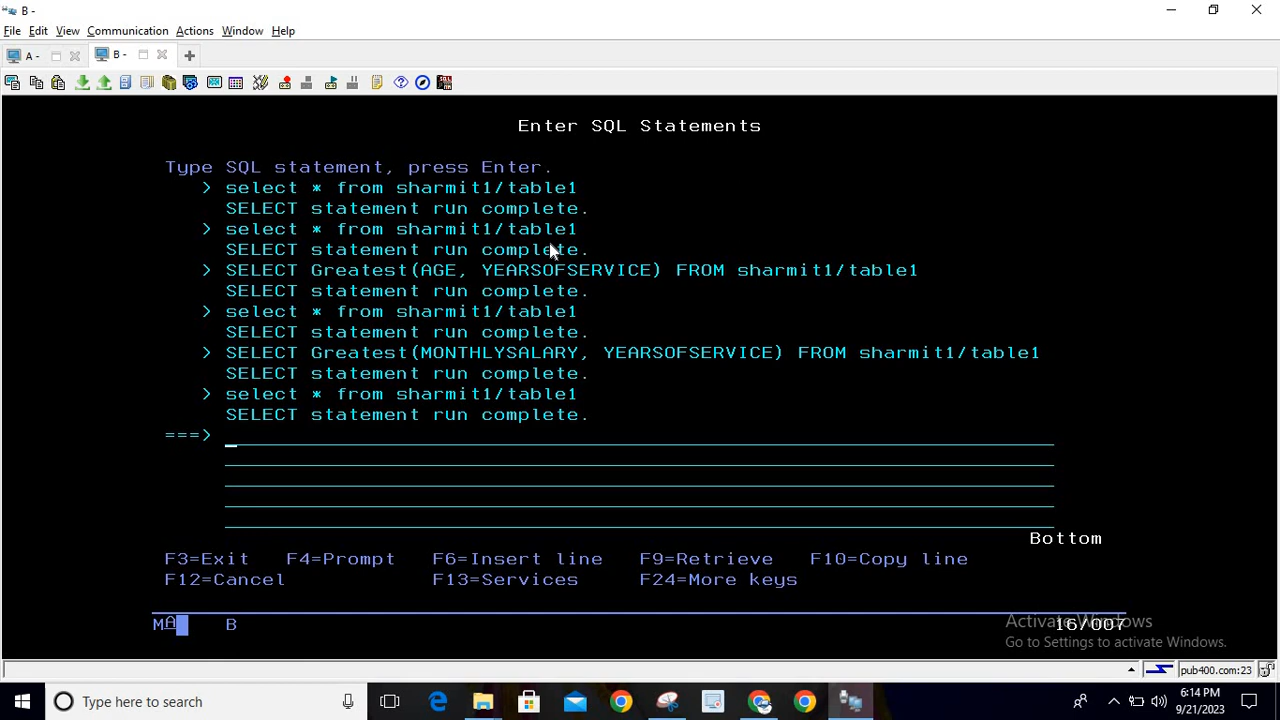 B -
File Edit View Communication Actions Window Help
A - B -
Enter SQL Statements
Type SQL statement, press Enter.
> select * from sharmit1/table1
SELECT statement run complete.
> select * from sharmit1/table1
SELECT statement run complete.
> SELECT Greatest(AGE, YEARSOFSERVICE) FROM sharmit1/table1
SELECT statement run complete.
> select * from sharmit1/table1
SELECT statement run complete.
> SELECT Greatest(MONTHLYSALARY, YEARSOFSERVICE) FROM sharmit1/table1
SELECT statement run complete.
> select * from sharmit1/table1
SELECT statement run complete.
===>
Bottom
F3=Exit F4=Prompt F6=Insert line F9=Retrieve F10=Copy line
F12=Cancel F13=Services F24=More keys
MA B 16/007
Activate Windows
Go to Settings to activate Windows.
pub400.com:23
Type here to search
6:14 PM
9/21/2023